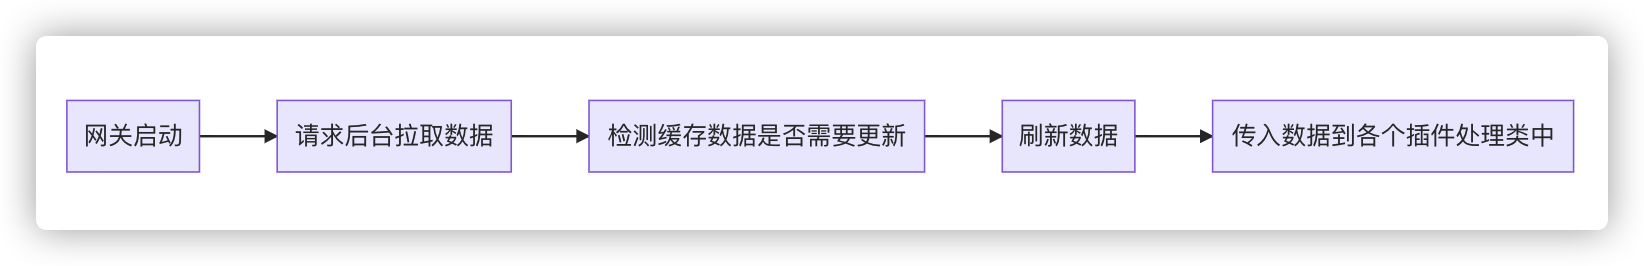 网关启动
请求后台拉取数据
检测缓存数据是否需要更新
刷新数据
传入数据到各个插件处理类中